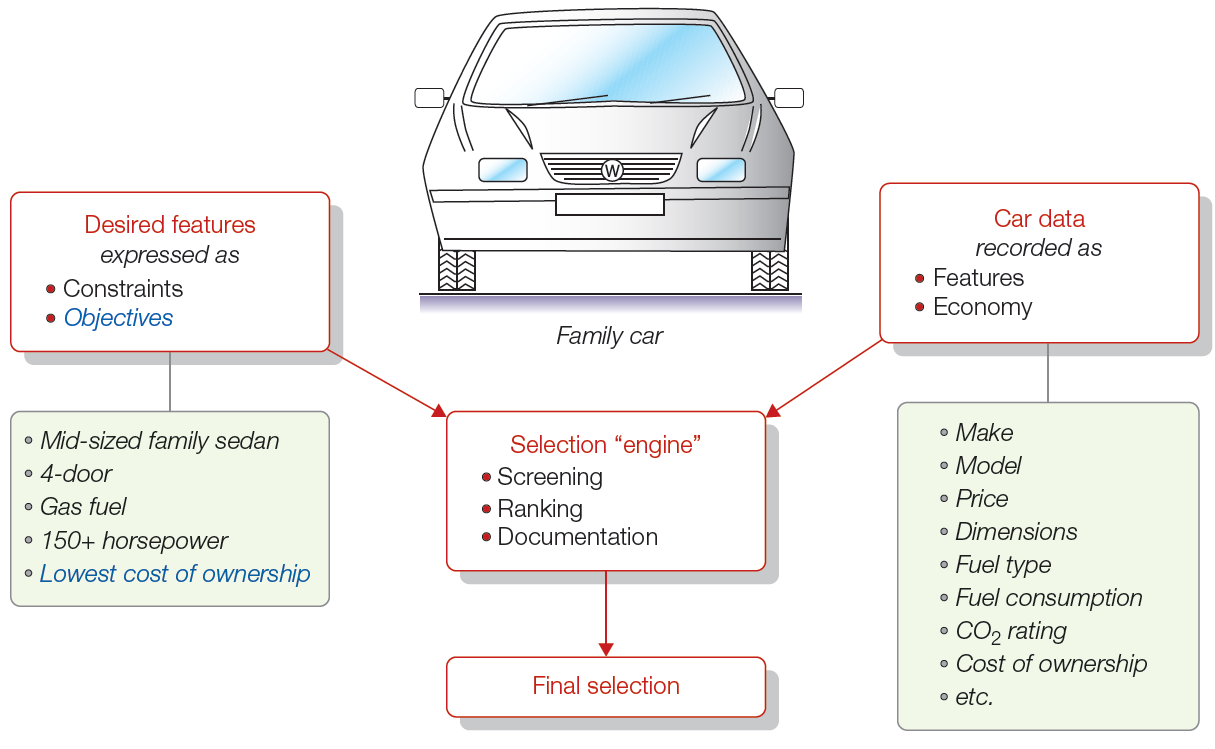 W
Family car
Desired features
expressed as
• Constraints
• Objectives
• Mid-sized family sedan
• 4-door
• Gas fuel
• 150+ horsepower
• Lowest cost of ownership
Car data
recorded as
• Features
• Economy
• Make
• Model
• Price
• Dimensions
• Fuel type
• Fuel consumption
• CO₂ rating
• Cost of ownership
• etc.
Selection “engine”
• Screening
• Ranking
• Documentation
Final selection